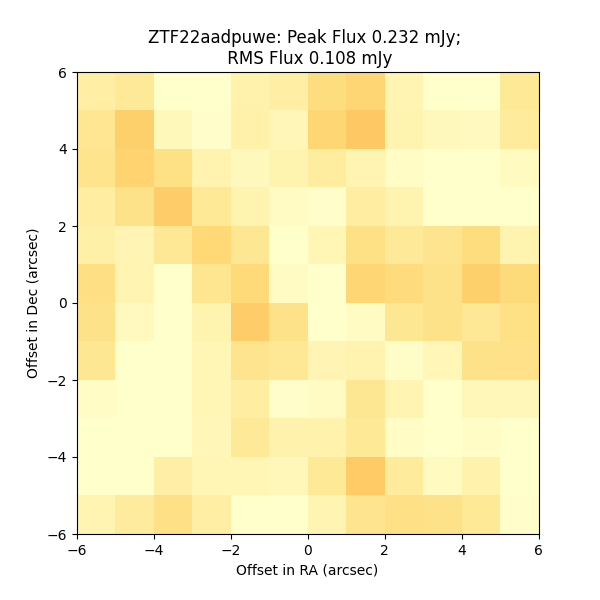 ZTF22aadpuwe: Peak Flux 0.232 mJy;
RMS Flux 0.108 mJy
6
4
2
0
−2
−4
−6
Offset in Dec (arcsec)
−6 −4 −2 0 2 4 6
Offset in RA (arcsec)